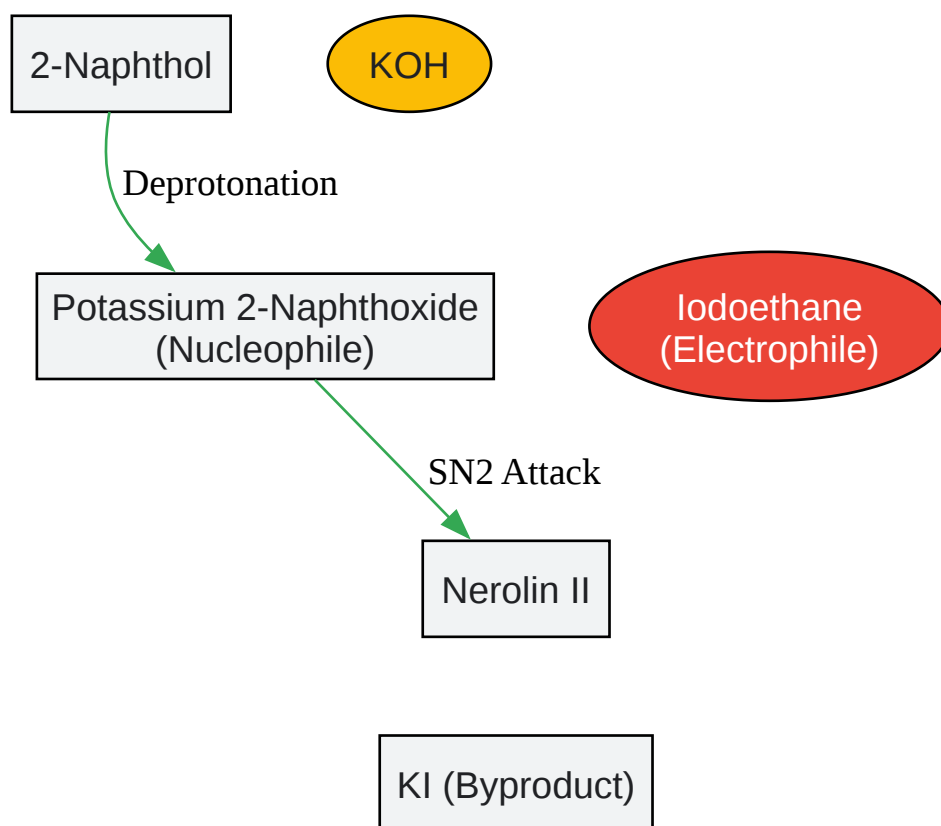 2-Naphthol
KOH
Deprotonation
Potassium 2-Naphthoxide
(Nucleophile)
Iodoethane
(Electrophile)
SN2 Attack
Nerolin II
KI (Byproduct)